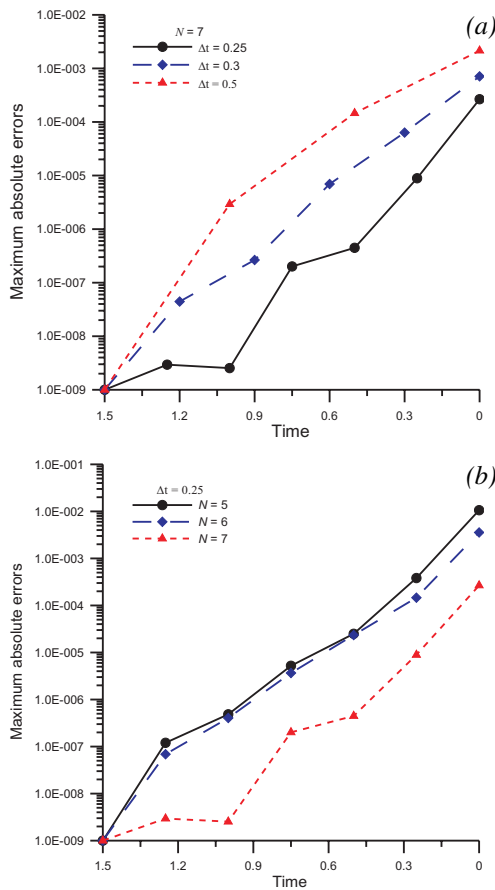 (a)
N = 7
Δt = 0.25
Δt = 0.3
Δt = 0.5
Maximum absolute errors
1.0E-002
1.0E-003
1.0E-004
1.0E-005
1.0E-006
1.0E-007
1.0E-008
1.0E-009
1.5 1.2 0.9 0.6 0.3 0
Time
(b)
Δt = 0.25
N = 5
N = 6
N = 7
Maximum absolute errors
1.0E-001
1.0E-002
1.0E-003
1.0E-004
1.0E-005
1.0E-006
1.0E-007
1.0E-008
1.0E-009
1.5 1.2 0.9 0.6 0.3 0
Time